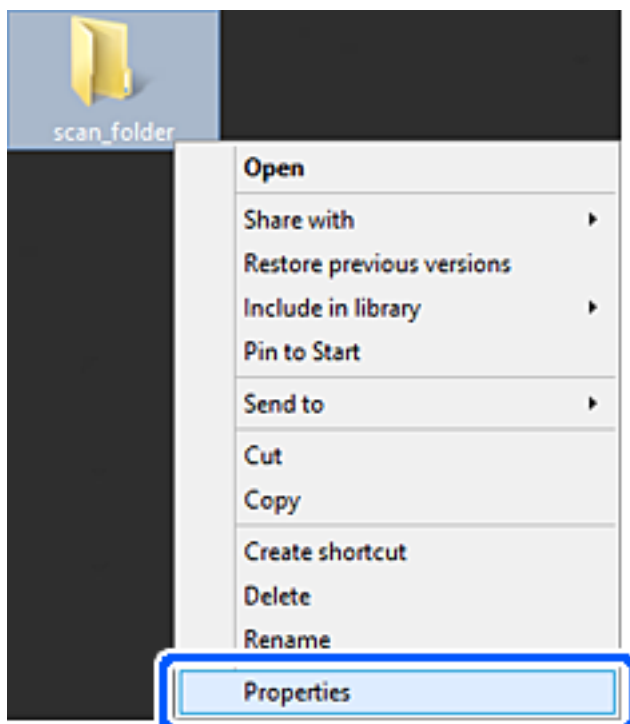 scan_folder
Open
Share with
Restore previous versions
Include in library
Pin to Start
Send to
Cut
Copy
Create shortcut
Delete
Rename
Properties